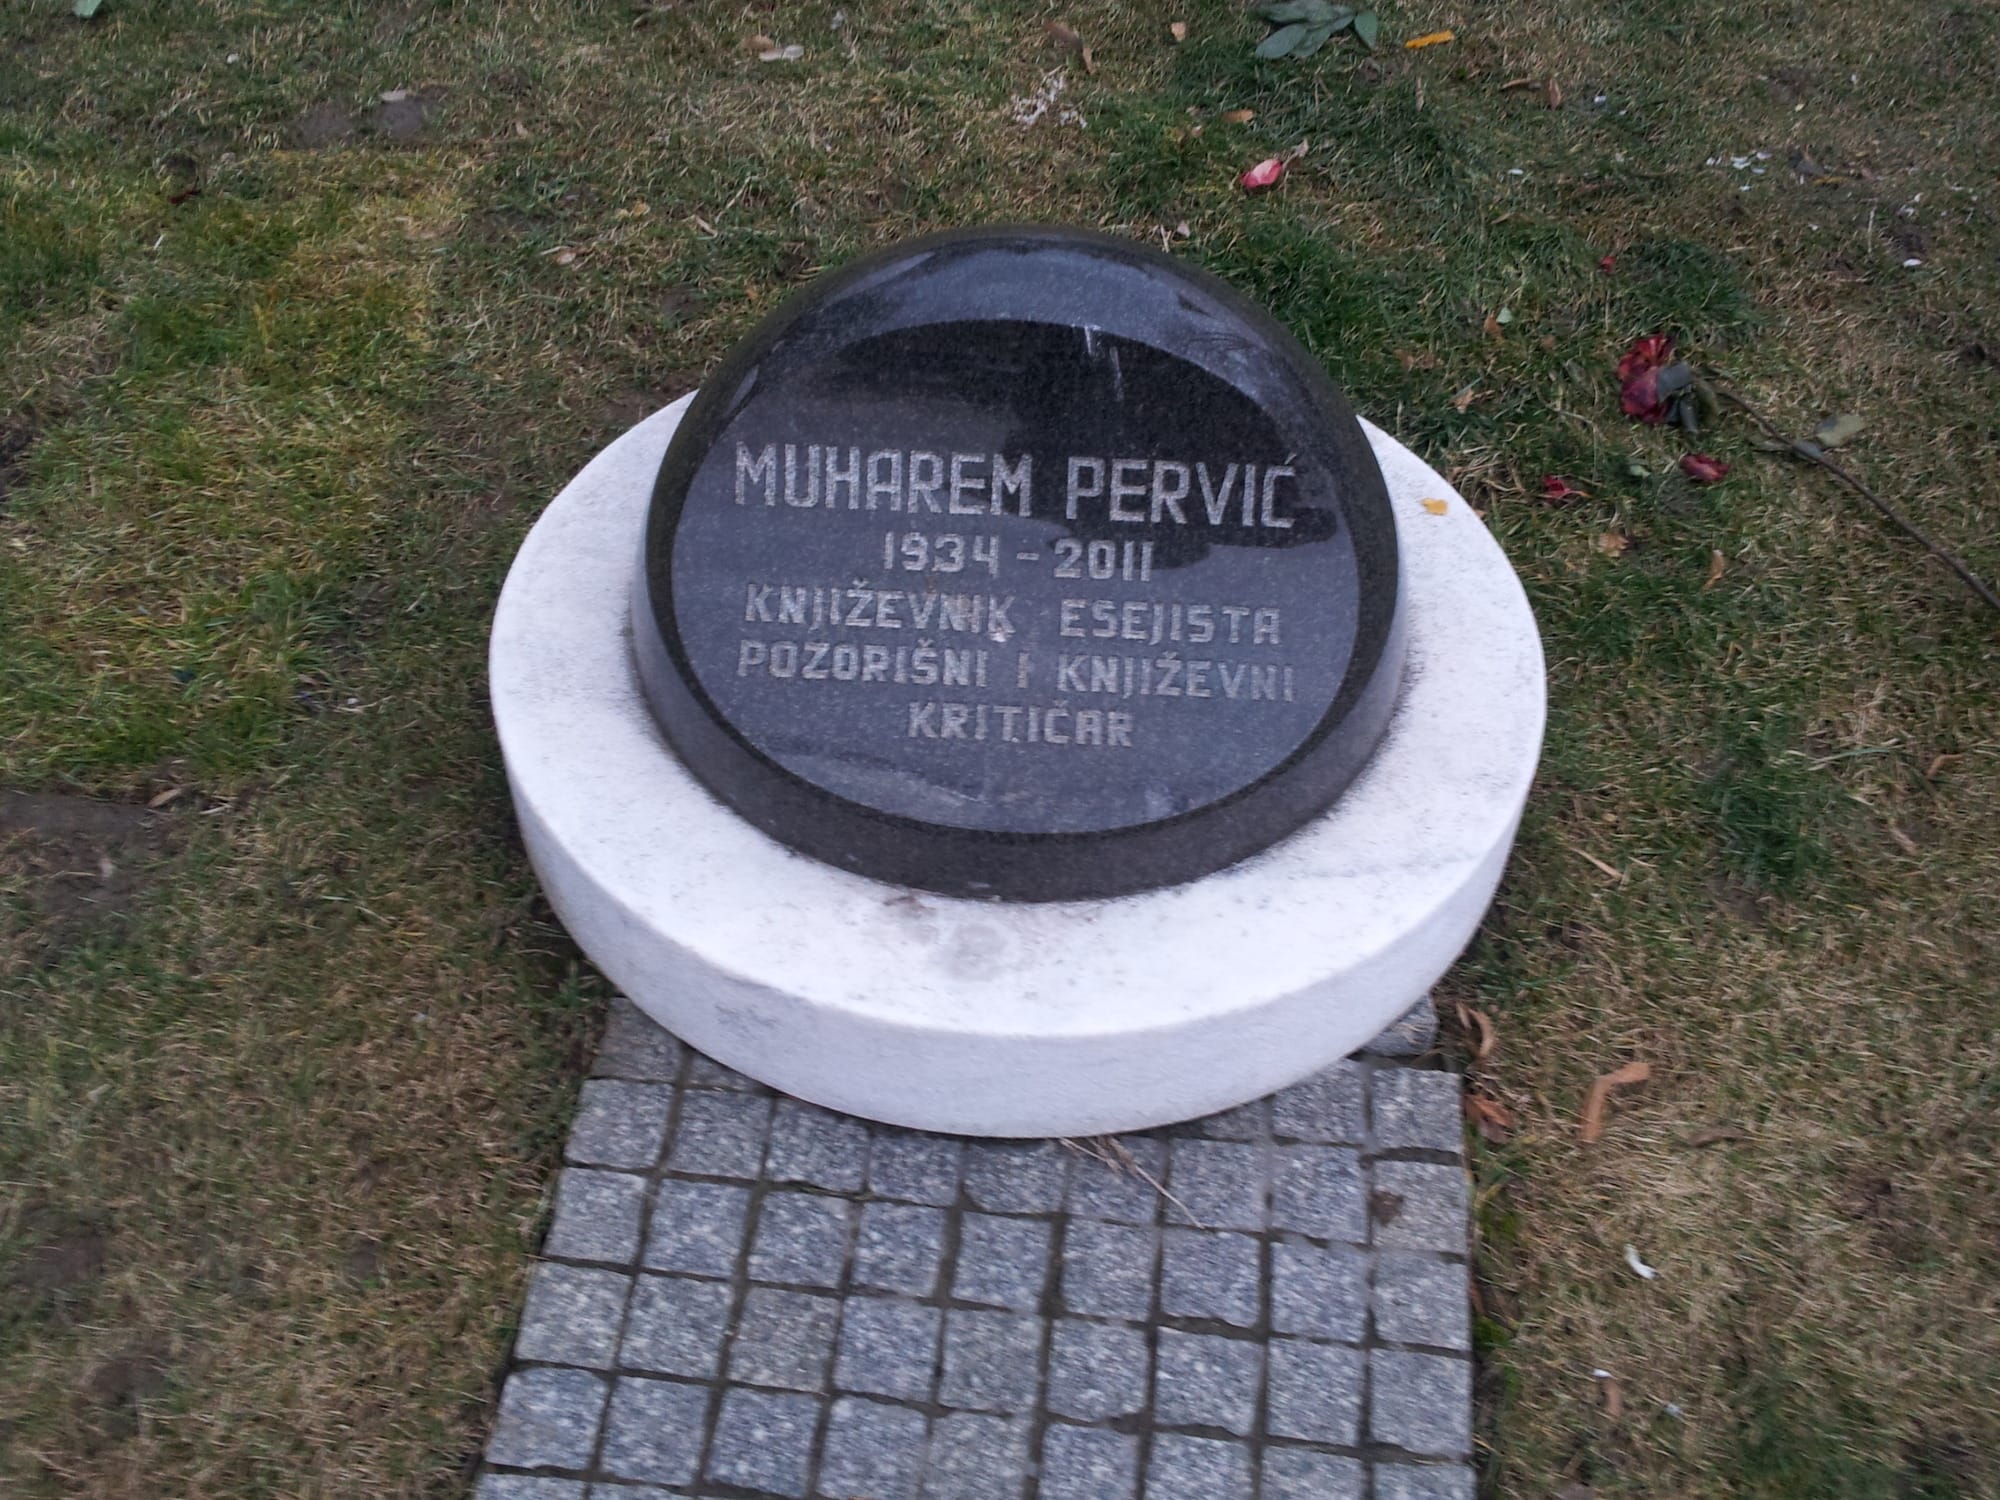 MUHAREM PERVIĆ
1934 - 2011
KNJIŽEVNIK ESEJISTA
POZORIŠNI I KNJIŽEVNI
KRITIČAR